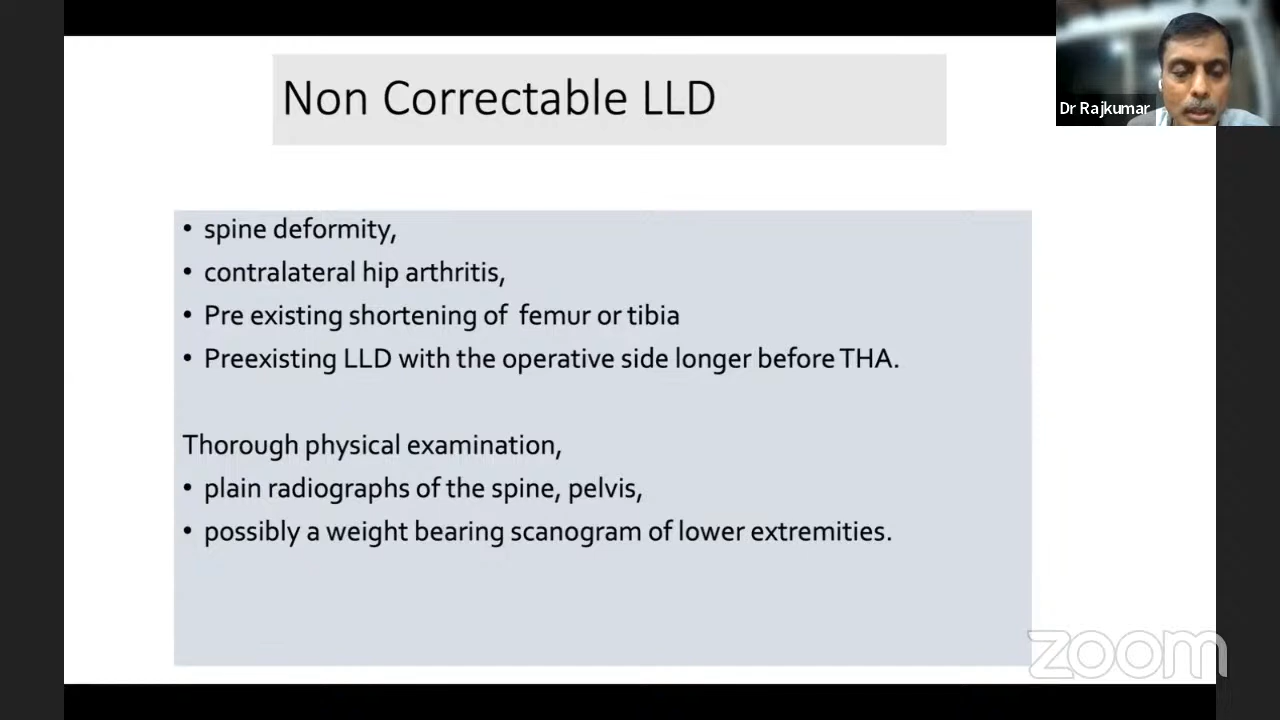 Non Correctable LLD
Dr Rajkumar
• spine deformity,
• contralateral hip arthritis,
• Pre existing shortening of femur or tibia
• Preexisting LLD with the operative side longer before THA.
Thorough physical examination,
• plain radiographs of the spine, pelvis,
• possibly a weight bearing scanogram of lower extremities.
zoom